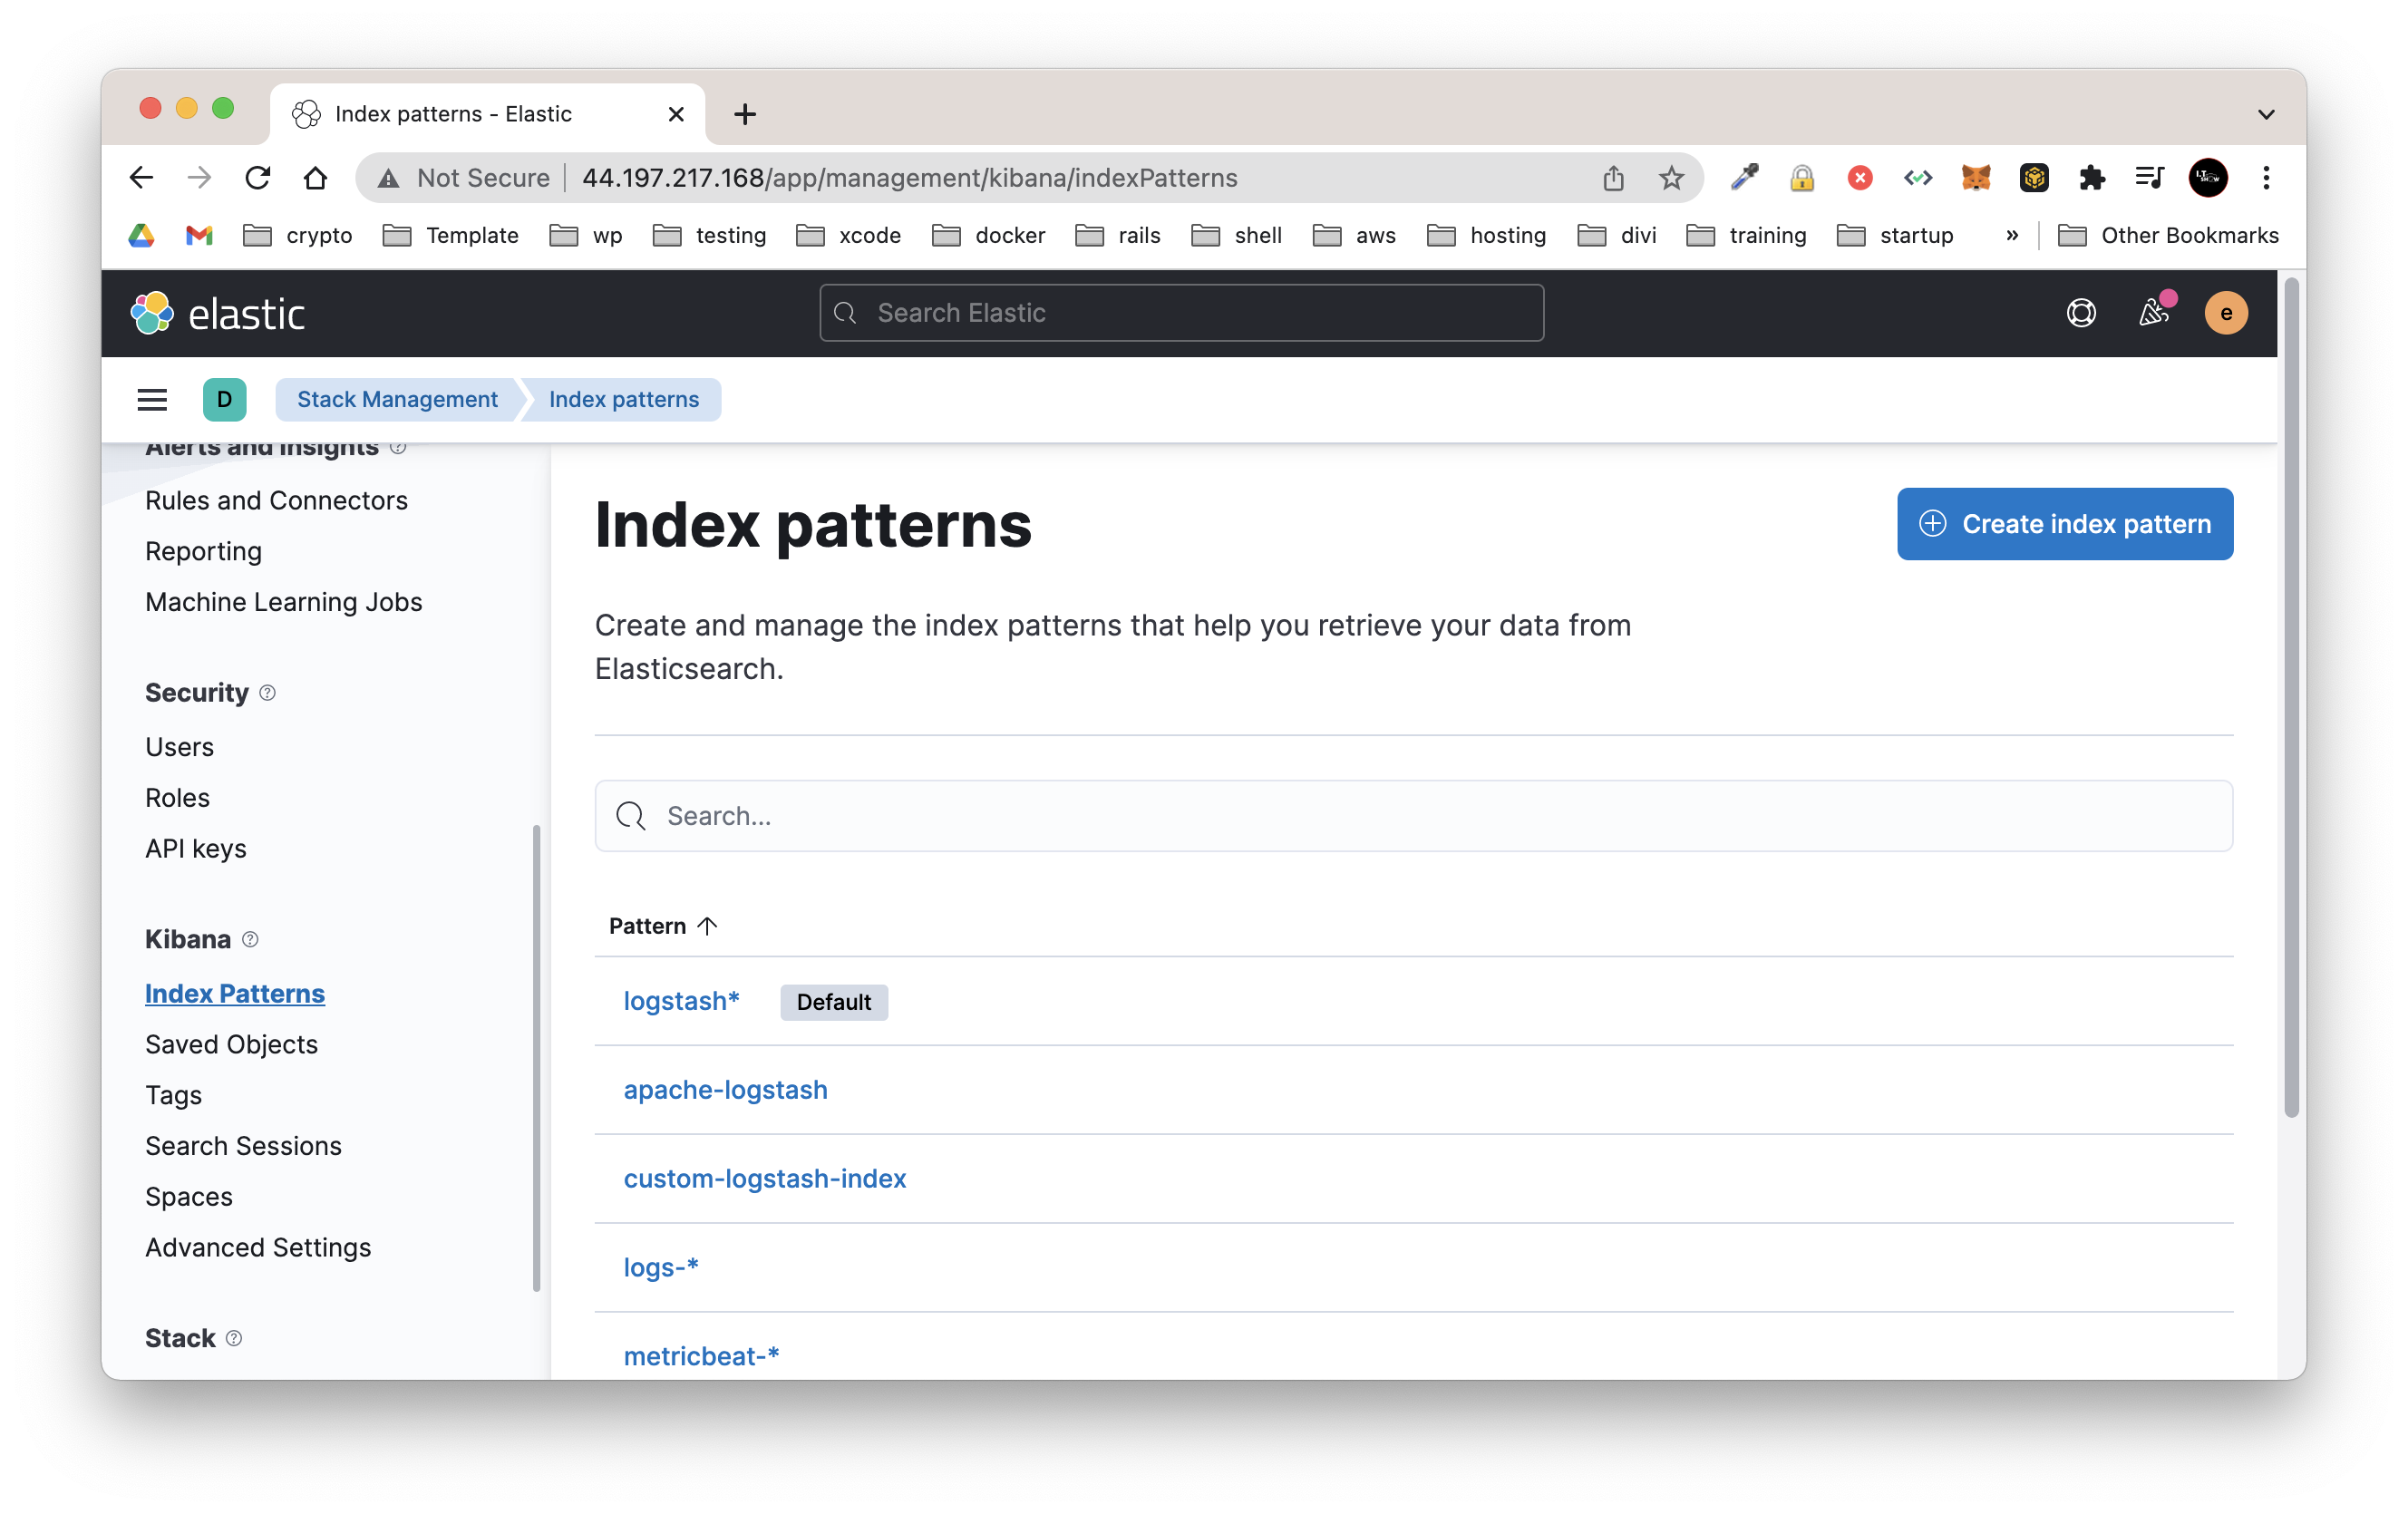 Index patterns - Elastic
Not Secure 44.197.217.168/app/management/kibana/indexPatterns
crypto Template wp testing xcode docker rails shell aws hosting divi training startup » Other Bookmarks
elastic Search Elastic e
D Stack Management Index patterns
Alerts and Insights
Rules and Connectors
Reporting
Machine Learning Jobs
Security
Users
Roles
API keys
Kibana
Index Patterns
Saved Objects
Tags
Search Sessions
Spaces
Advanced Settings
Stack
Index patterns
Create index pattern
Create and manage the index patterns that help you retrieve your data from
Elasticsearch.
Search...
Pattern
logstash* Default
apache-logstash
custom-logstash-index
logs-*
metricbeat-*